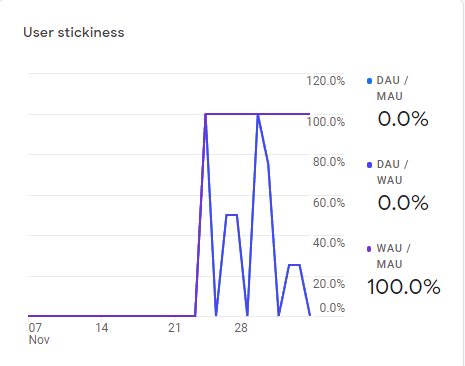 User stickiness
120.0%
100.0%
80.0%
60.0%
40.0%
20.0%
0.0%
07 14 21 28
Nov
DAU /
MAU
0.0%
DAU /
WAU
0.0%
WAU /
MAU
100.0%